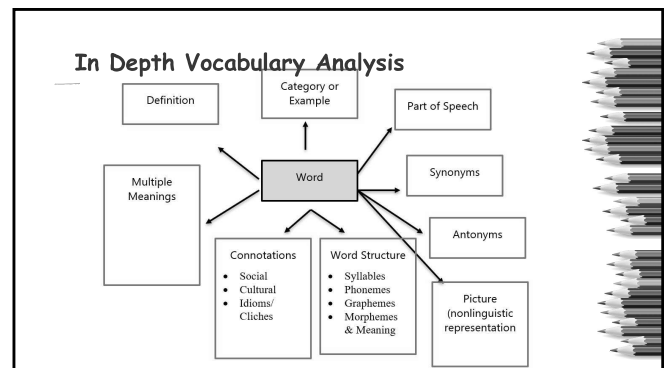 In Depth Vocabulary Analysis
Definition
Category or
Example
Part of Speech
Word
Synonyms
Multiple
Meanings
Antonyms
Connotations
• Social
• Cultural
• Idioms/
Cliches
Word Structure
• Syllables
• Phonemes
• Graphemes
• Morphemes
& Meaning
Picture
(nonlinguistic
representation